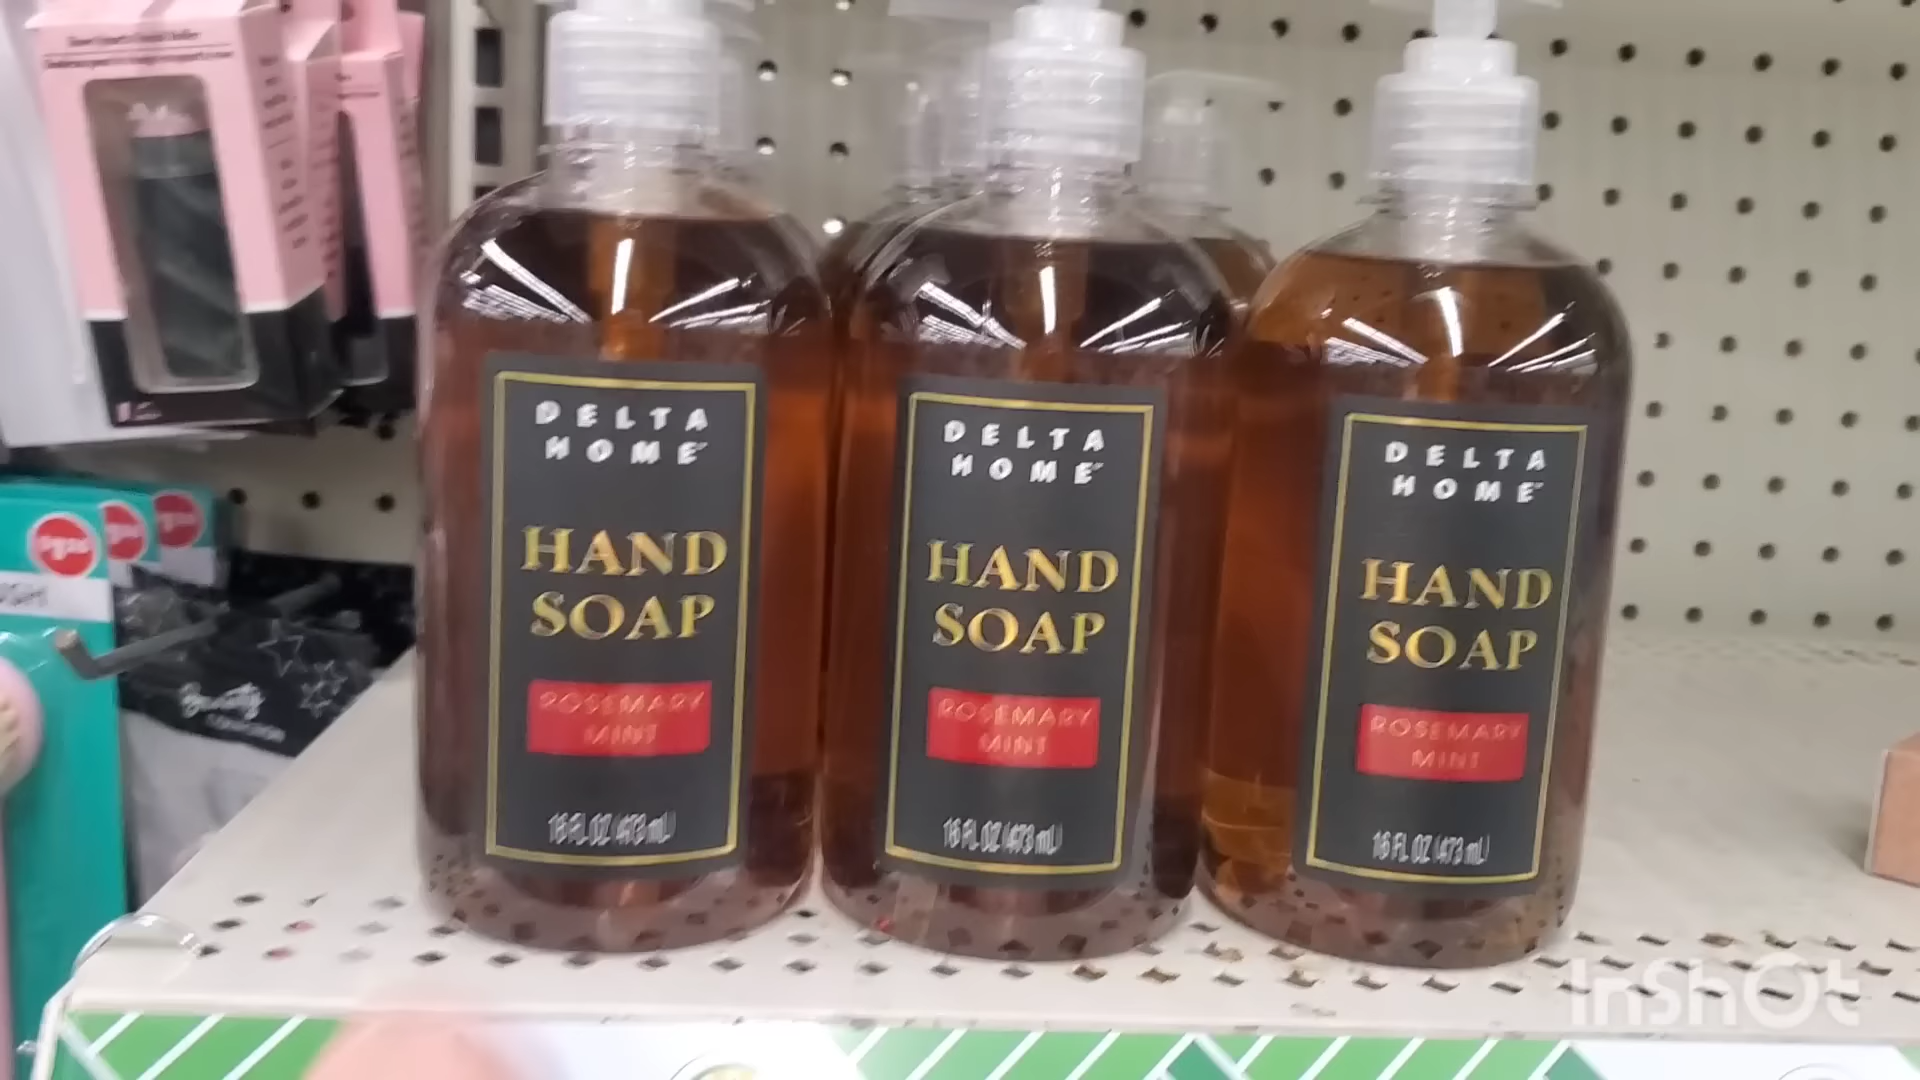 DELTA
HOME
HAND
SOAP
ROSEMARY
MINT
16 FL OZ (473 mL)
DELTA
HOME
HAND
SOAP
ROSEMARY
MINT
16 FL OZ (473 mL)
DELTA
HOME
HAND
SOAP
ROSEMARY
MINT
16 FL OZ (473 mL)
Beauty
InShOt